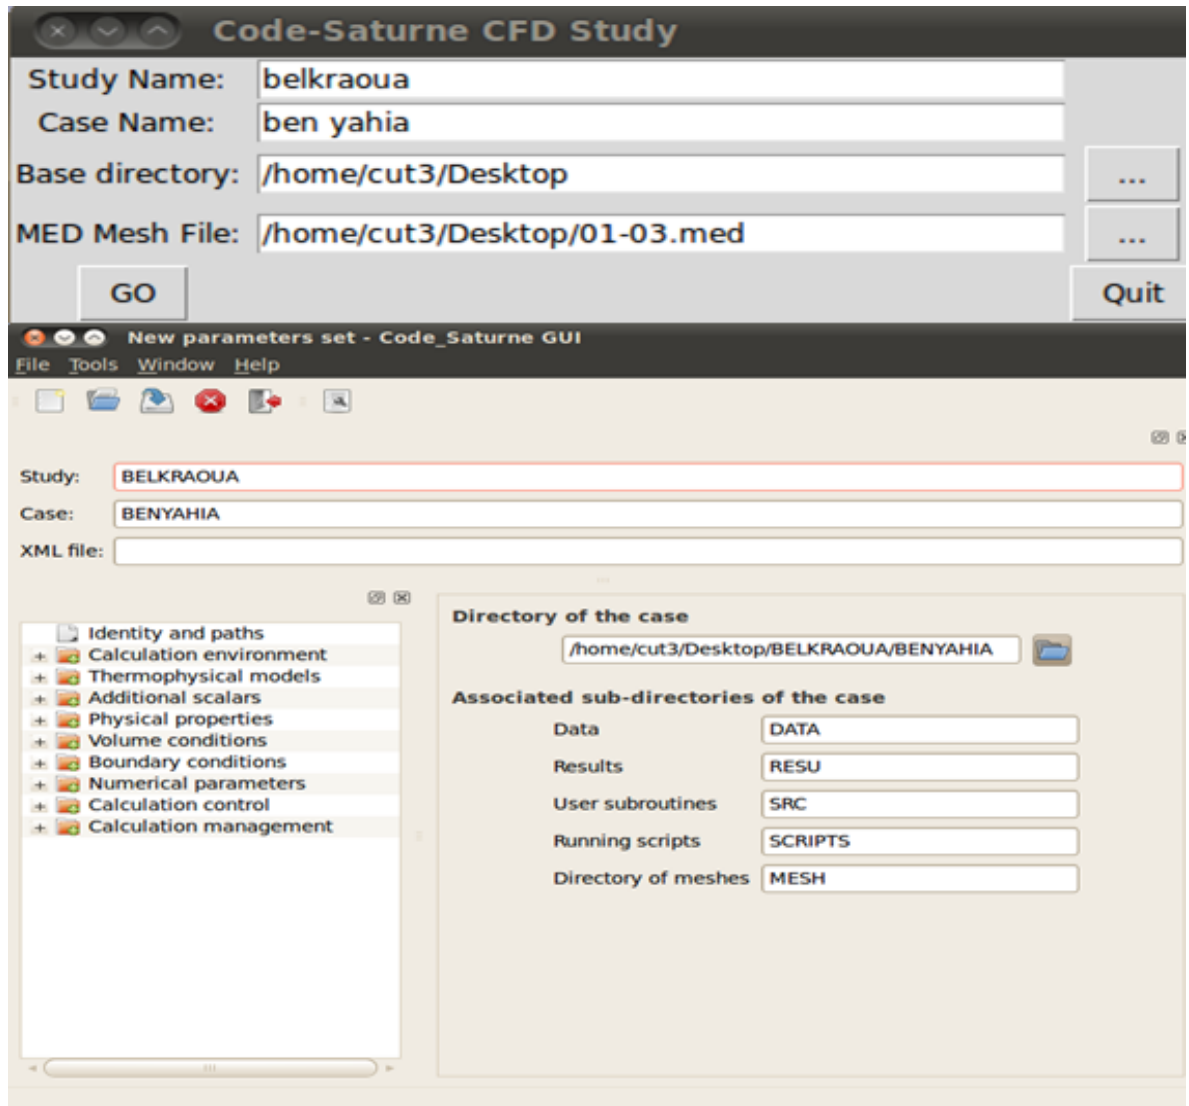 Code-Saturne CFD Study
Study Name: belkraoua
Case Name: ben yahia
Base directory: /home/cut3/Desktop ...
MED Mesh File: /home/cut3/Desktop/01-03.med ...
GO Quit
New parameters set - Code_Saturne GUI
File Tools Window Help
Study: BELKRAOUA
Case: BENYAHIA
XML file:
Identity and paths
Calculation environment
Thermophysical models
Additional scalars
Physical properties
Volume conditions
Boundary conditions
Numerical parameters
Calculation control
Calculation management
Directory of the case
/home/cut3/Desktop/BELKRAOUA/BENYAHIA
Associated sub-directories of the case
Data DATA
Results RESU
User subroutines SRC
Running scripts SCRIPTS
Directory of meshes MESH